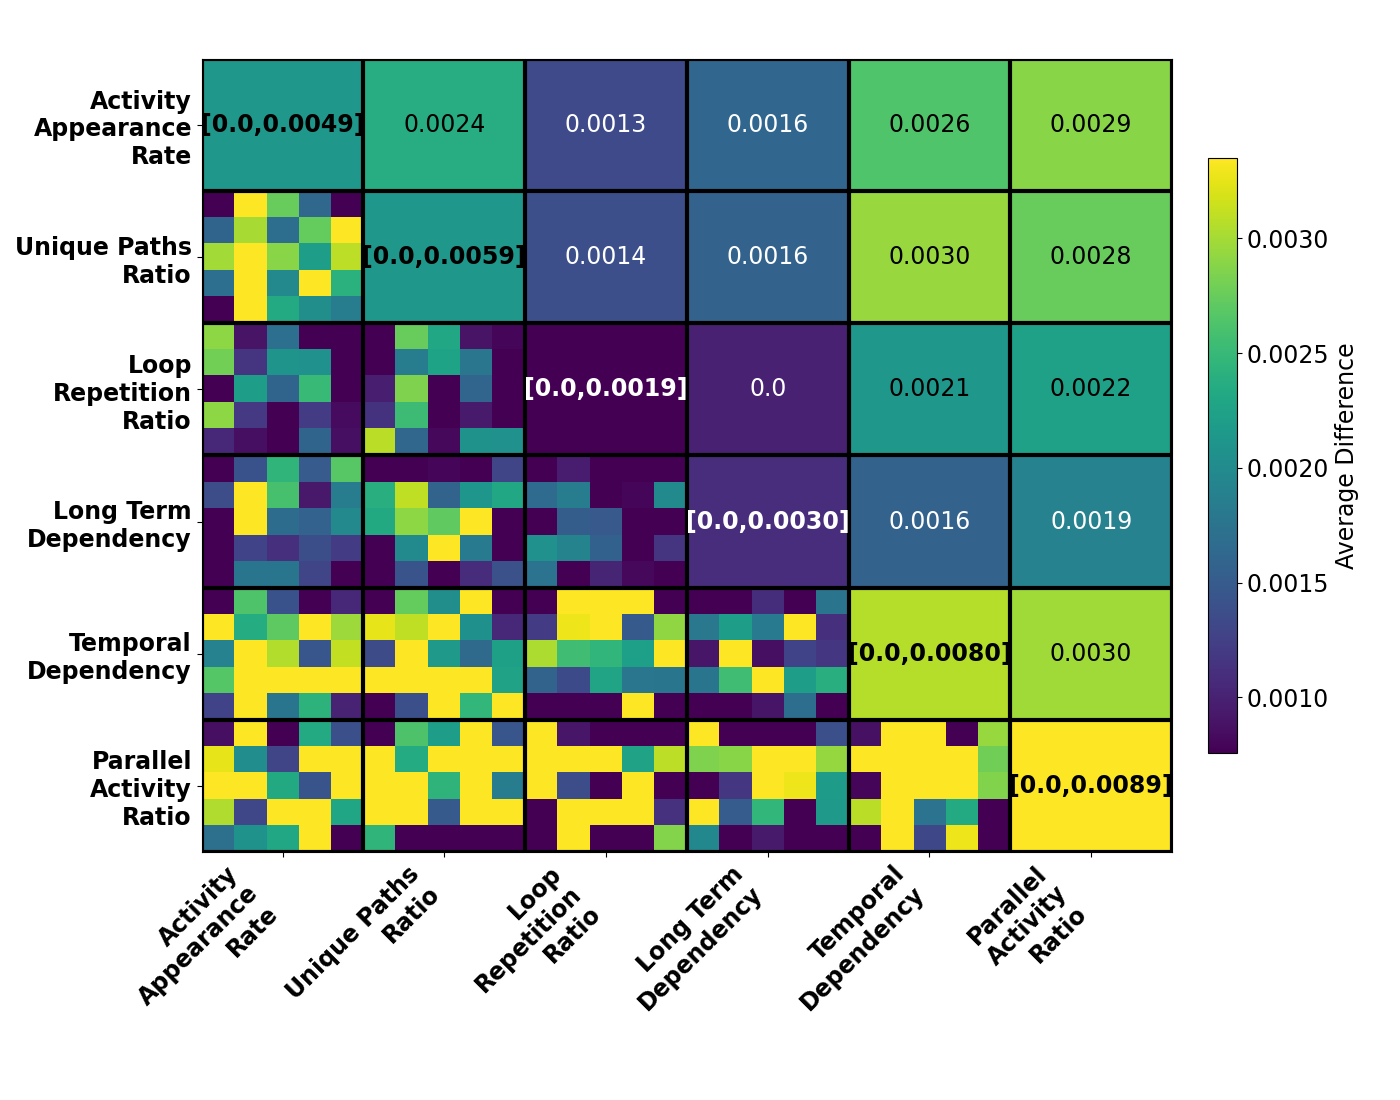 Activity
Appearance
Rate
[0.0,0.0049]
0.0024
0.0013
0.0016
0.0026
0.0029
Unique Paths
Ratio
[0.0,0.0059]
0.0014
0.0016
0.0030
0.0028
Loop
Repetition
Ratio
[0.0,0.0019]
0.0
0.0021
0.0022
Long Term
Dependency
[0.0,0.0030]
0.0016
0.0019
Temporal
Dependency
[0.0,0.0080]
0.0030
Parallel
Activity
Ratio
[0.0,0.0089]
Activity
Appearance
Rate
Unique Paths
Ratio
Loop
Repetition
Ratio
Long Term
Dependency
Temporal
Dependency
Parallel
Activity
Ratio
0.0030
0.0025
0.0020
0.0015
0.0010
Average Difference